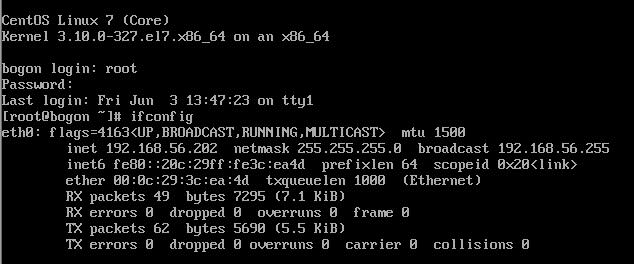 CentOS Linux 7 (Core)
Kernel 3.10.0-327.el7.x86_64 on an x86_64
bogon login: root
Password:
Last login: Fri Jun  3 13:47:23 on tty1
[root@bogon ~]# ifconfig
eth0: flags=4163<UP,BROADCAST,RUNNING,MULTICAST>  mtu 1500
        inet 192.168.56.202  netmask 255.255.255.0  broadcast 192.168.56.255
        inet6 fe80::20c:29ff:fe3c:ea4d  prefixlen 64  scopeid 0x20<link>
        ether 00:0c:29:3c:ea:4d  txqueuelen 1000  (Ethernet)
        RX packets 49  bytes 7295 (7.1 KiB)
        RX errors 0  dropped 0  overruns 0  frame 0
        TX packets 62  bytes 5690 (5.5 KiB)
        TX errors 0  dropped 0 overruns 0  carrier 0  collisions 0